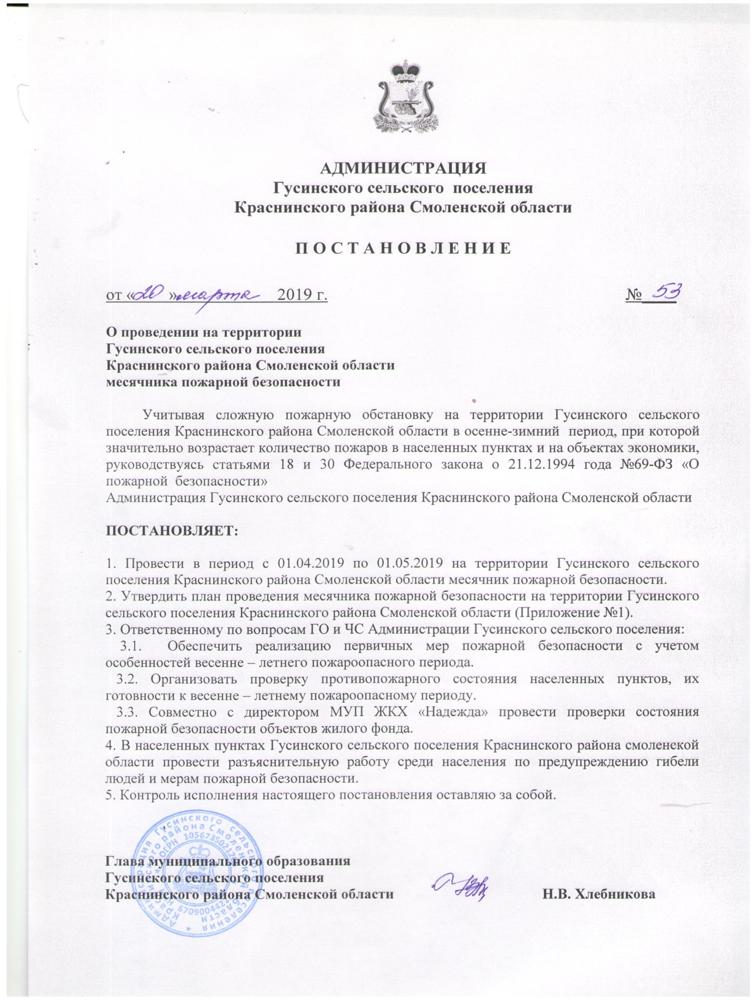 АДМИНИСТРАЦИЯ
Гусинского сельского поселения
Краснинского района Смоленской области
П О С Т А Н О В Л Е Н И Е
от «20»марта 2019 г. № 53
О проведении на территории
Гусинского сельского поселения
Краснинского района Смоленской области
месячника пожарной безопасности
Учитывая сложную пожарную обстановку на территории Гусинского сельского
поселения Краснинского района Смоленской области в осенне-зимний период, при которой
значительно возрастает количество пожаров в населенных пунктах и на объектах экономики,
руководствуясь статьями 18 и 30 Федерального закона о 21.12.1994 года №69-ФЗ «О
пожарной безопасности»
Администрация Гусинского сельского поселения Краснинского района Смоленской области
ПОСТАНОВЛЯЕТ:
1. Провести в период с 01.04.2019 по 01.05.2019 на территории Гусинского сельского
поселения Краснинского района Смоленской области месячник пожарной безопасности.
2. Утвердить план проведения месячника пожарной безопасности на территории Гусинского
сельского поселения Краснинского района Смоленской области (Приложение №1).
3. Ответственному по вопросам ГО и ЧС Администрации Гусинского сельского поселения:
3.1. Обеспечить реализацию первичных мер пожарной безопасности с учетом
особенностей весенне – летнего пожароопасного периода.
3.2. Организовать проверку противопожарного состояния населенных пунктов, их
готовности к весенне – летнему пожароопасному периоду.
3.3. Совместно с директором МУП ЖКХ «Надежда» провести проверки состояния
пожарной безопасности объектов жилого фонда.
4. В населенных пунктах Гусинского сельского поселения Краснинского района смоленской
области провести разъяснительную работу среди населения по предупреждению гибели
людей и мерам пожарной безопасности.
5. Контроль исполнения настоящего постановления оставляю за собой.
Администрация Гусинского сельского поселения
Краснинского района Смоленской области
ОГРН
ИНН 6709004422
Глава муниципального образования
Гусинского сельского поселения
Краснинского района Смоленской области Н.В. Хлебникова